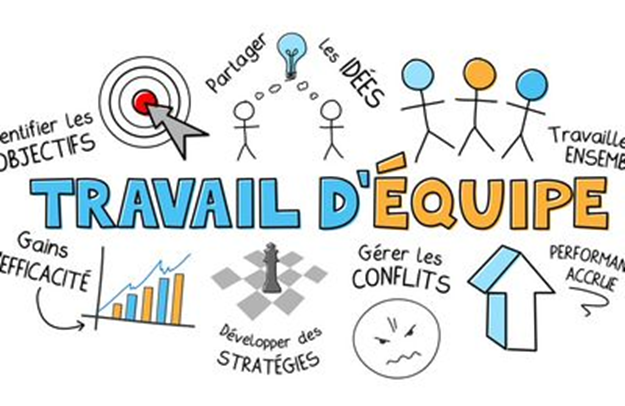 Partager
les IDÉES
entifier les
OBJECTIFS
Travaille
ENSEMB
TRAVAIL D'ÉQUIPE
Gains
'EFFICACITÉ
Développer des
STRATÉGIES
Gérer les
CONFLITS
PERFORMAN
ACCRUE